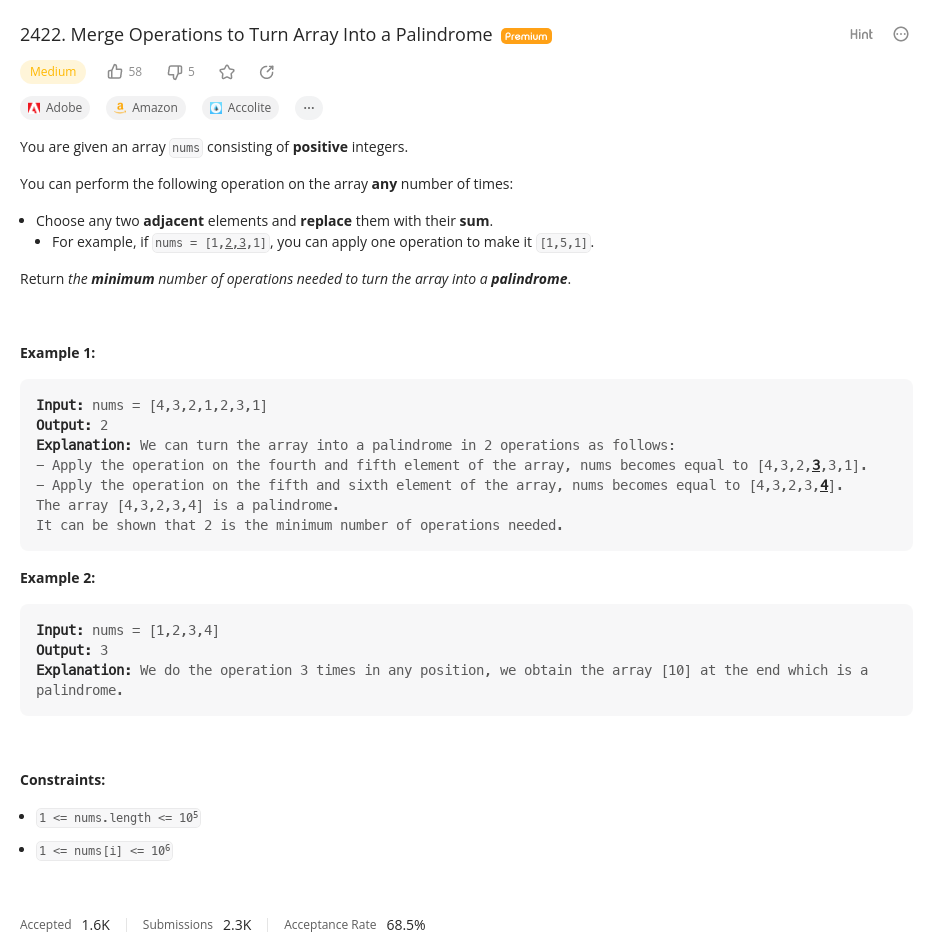 2422. Merge Operations to Turn Array Into a Palindrome Premium Hint
Medium 58 5
Adobe Amazon Accolite ...
You are given an array nums consisting of positive integers.
You can perform the following operation on the array any number of times:
• Choose any two adjacent elements and replace them with their sum.
• For example, if nums = [1,2,3,1], you can apply one operation to make it [1,5,1].
Return the minimum number of operations needed to turn the array into a palindrome.
Example 1:
Input: nums = [4,3,2,1,2,3,1]
Output: 2
Explanation: We can turn the array into a palindrome in 2 operations as follows:
– Apply the operation on the fourth and fifth element of the array, nums becomes equal to [4,3,2,3,3,1].
– Apply the operation on the fifth and sixth element of the array, nums becomes equal to [4,3,2,3,4].
The array [4,3,2,3,4] is a palindrome.
It can be shown that 2 is the minimum number of operations needed.
Example 2:
Input: nums = [1,2,3,4]
Output: 3
Explanation: We do the operation 3 times in any position, we obtain the array [10] at the end which is a
palindrome.
Constraints:
• 1 <= nums.length <= 10⁵
• 1 <= nums[i] <= 10⁶
Accepted 1.6K Submissions 2.3K Acceptance Rate 68.5%